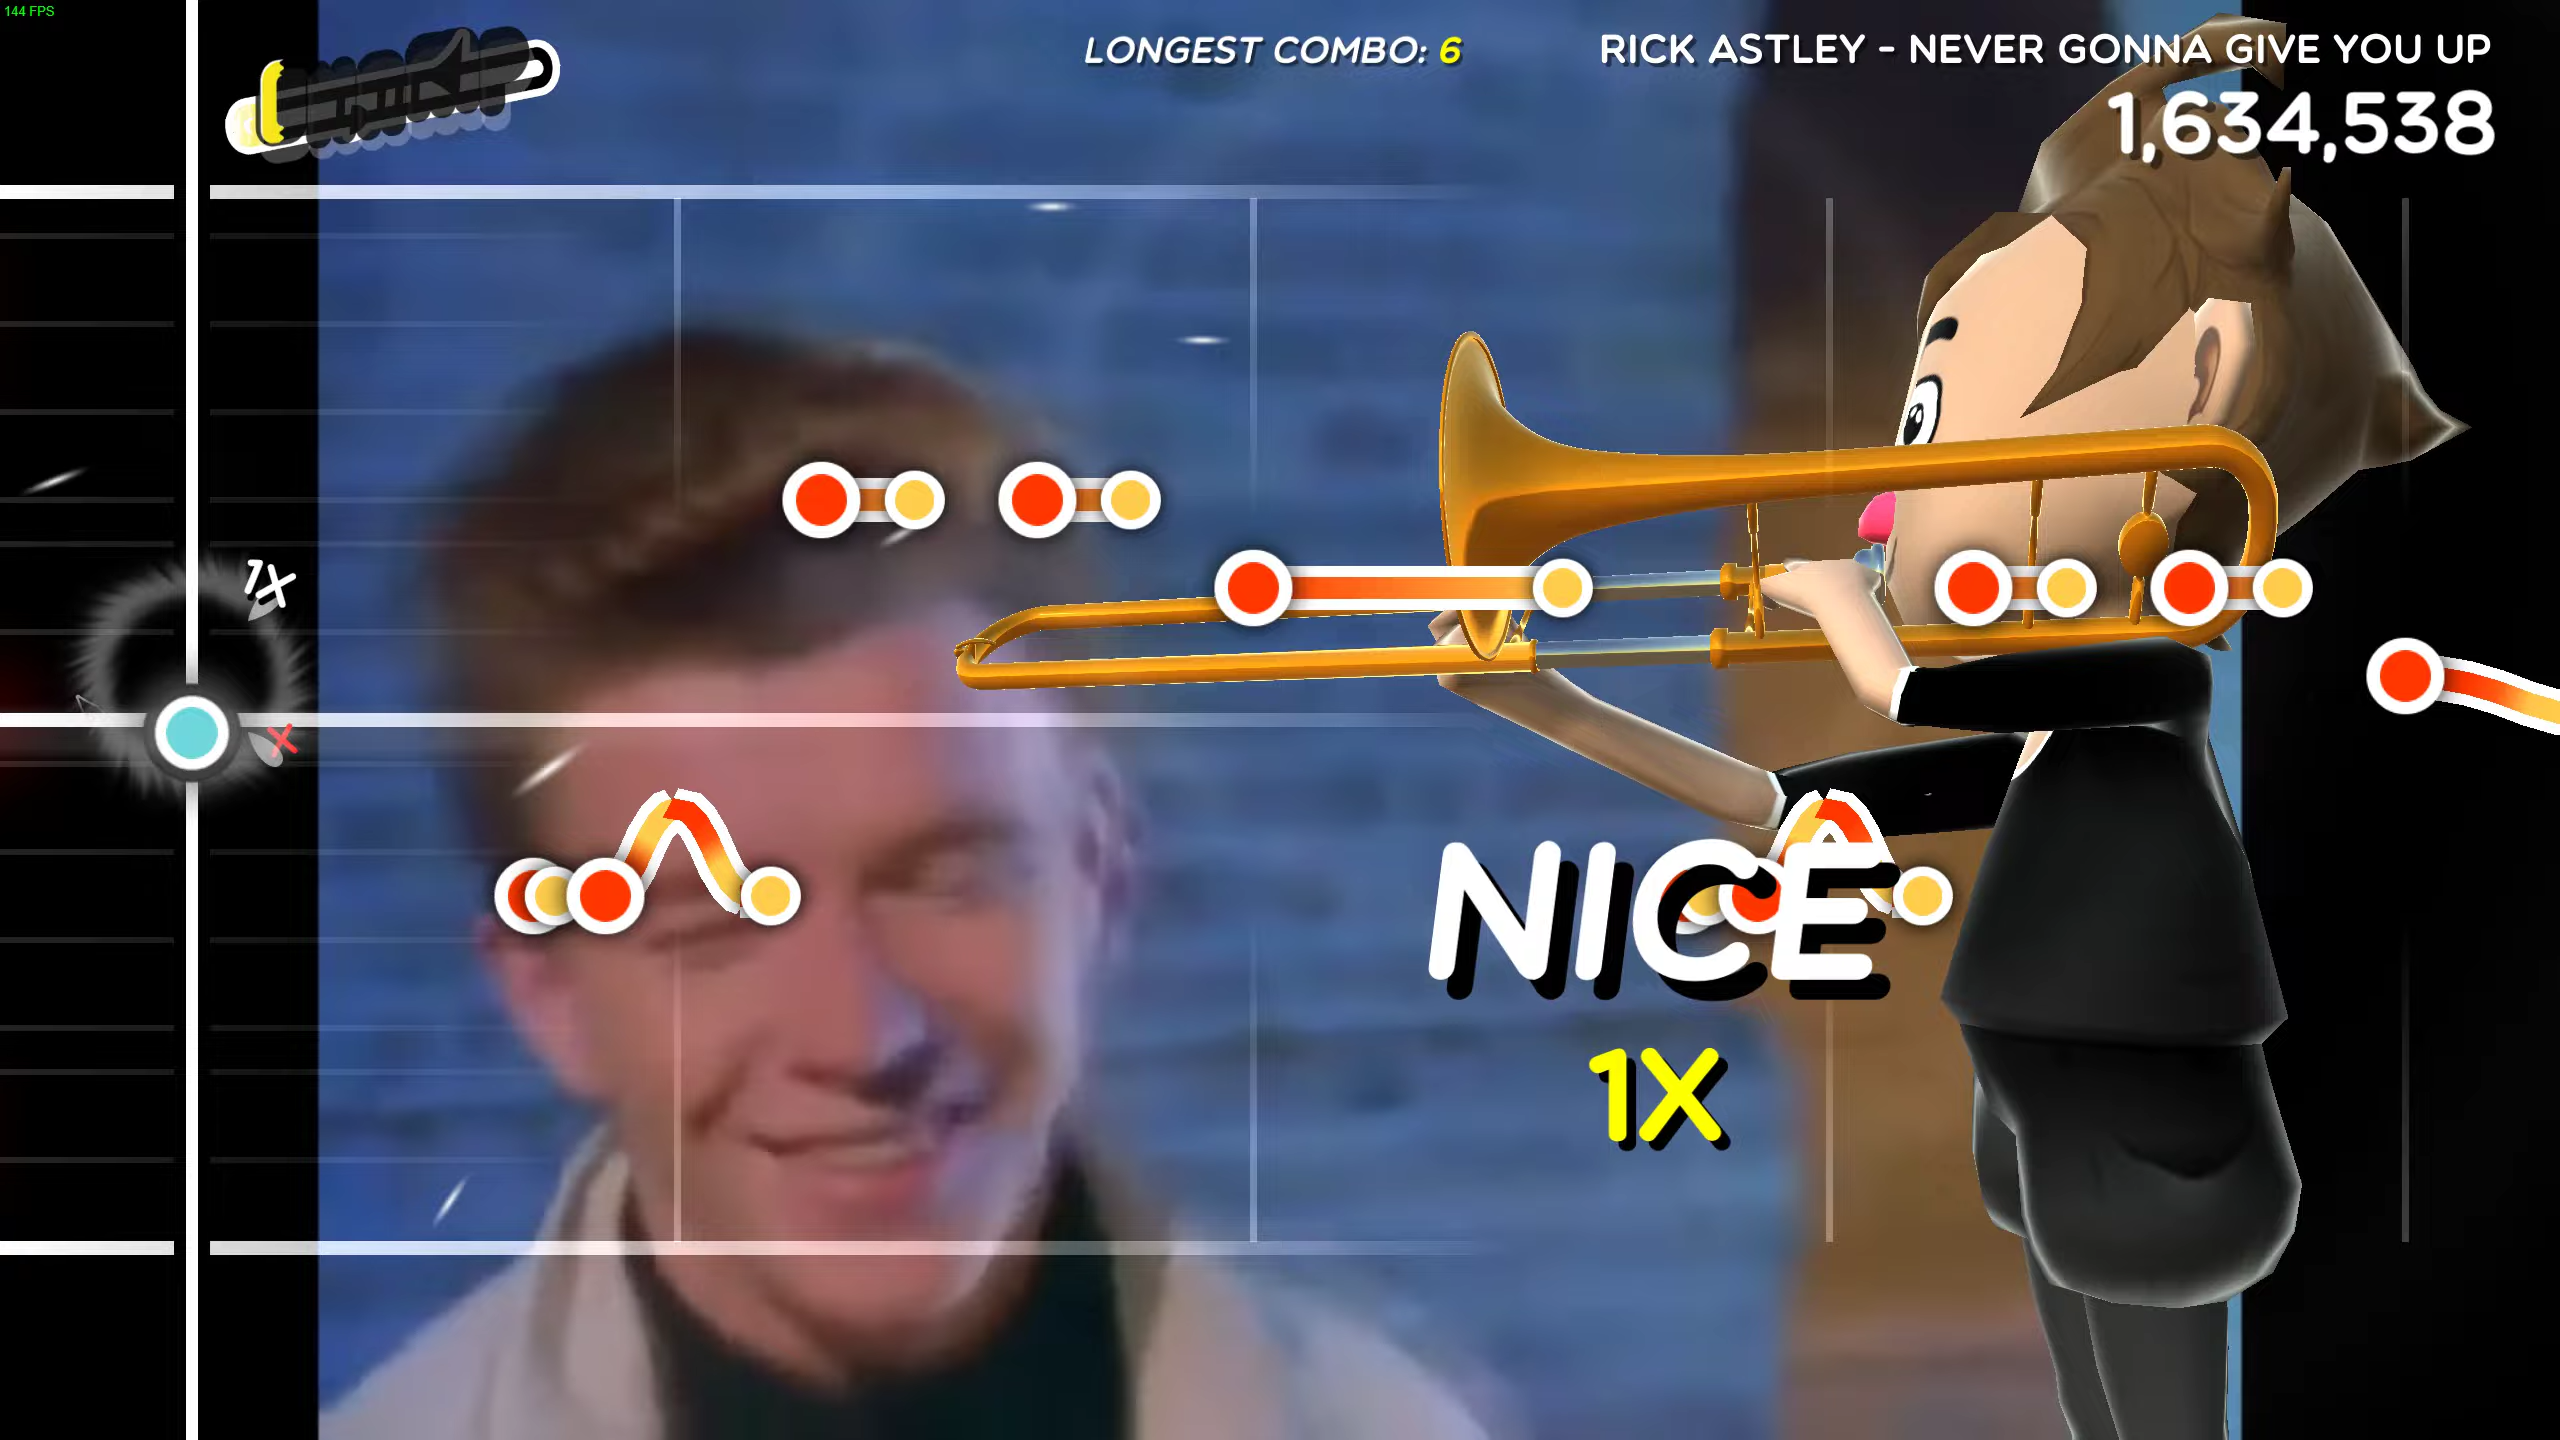 144 FPS
LONGEST COMBO: 6
RICK ASTLEY - NEVER GONNA GIVE YOU UP
1,634,538
1X
X
NICE
1X